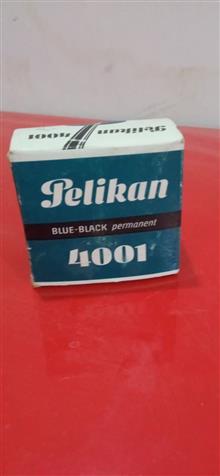 Pelikan
4001
Pelikan
BLUE-BLACK permanent
4001